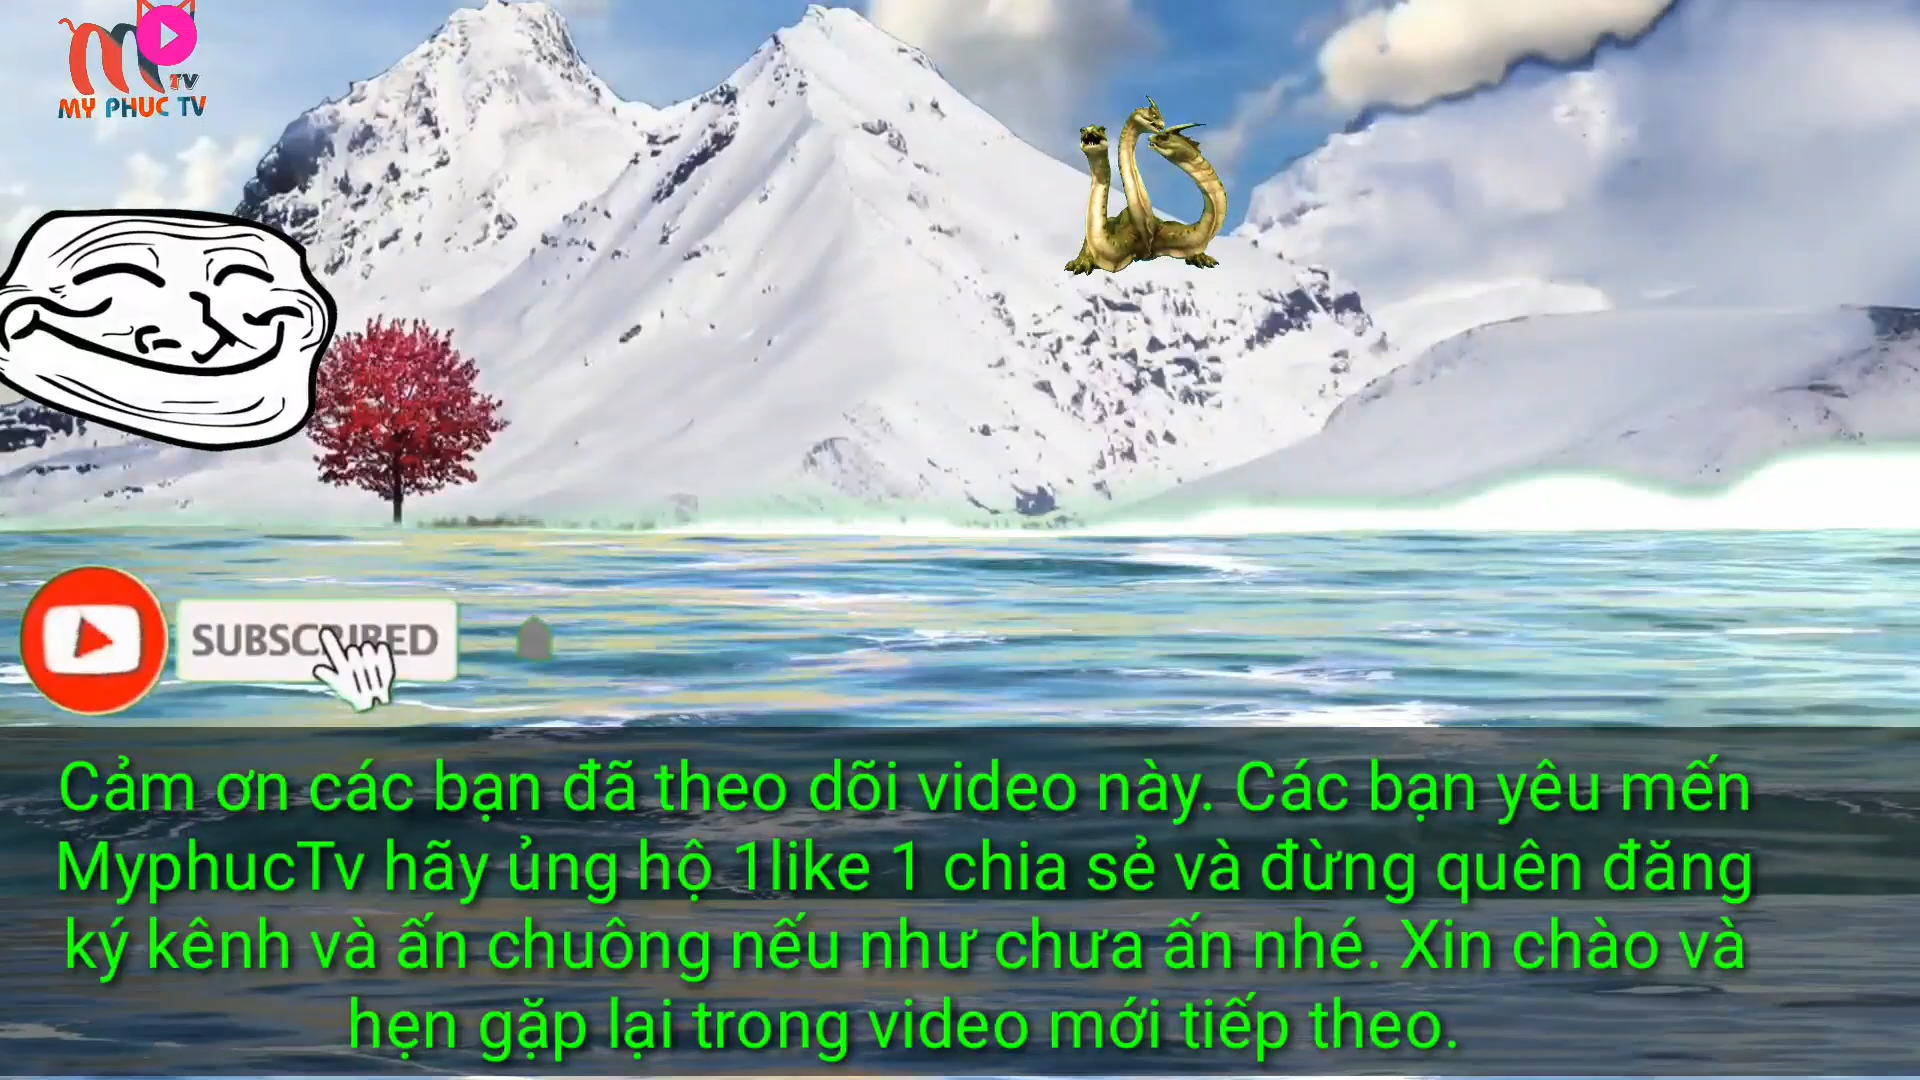 TV
MY PHUC TV
SUBSCRIBED
Cảm ơn các bạn đã theo dõi video này. Các bạn yêu mến
MyphucTv hãy ủng hộ 1like 1 chia sẻ và đừng quên đăng
ký kênh và ấn chuông nếu như chưa ấn nhé. Xin chào và
hẹn gặp lại trong video mới tiếp theo.